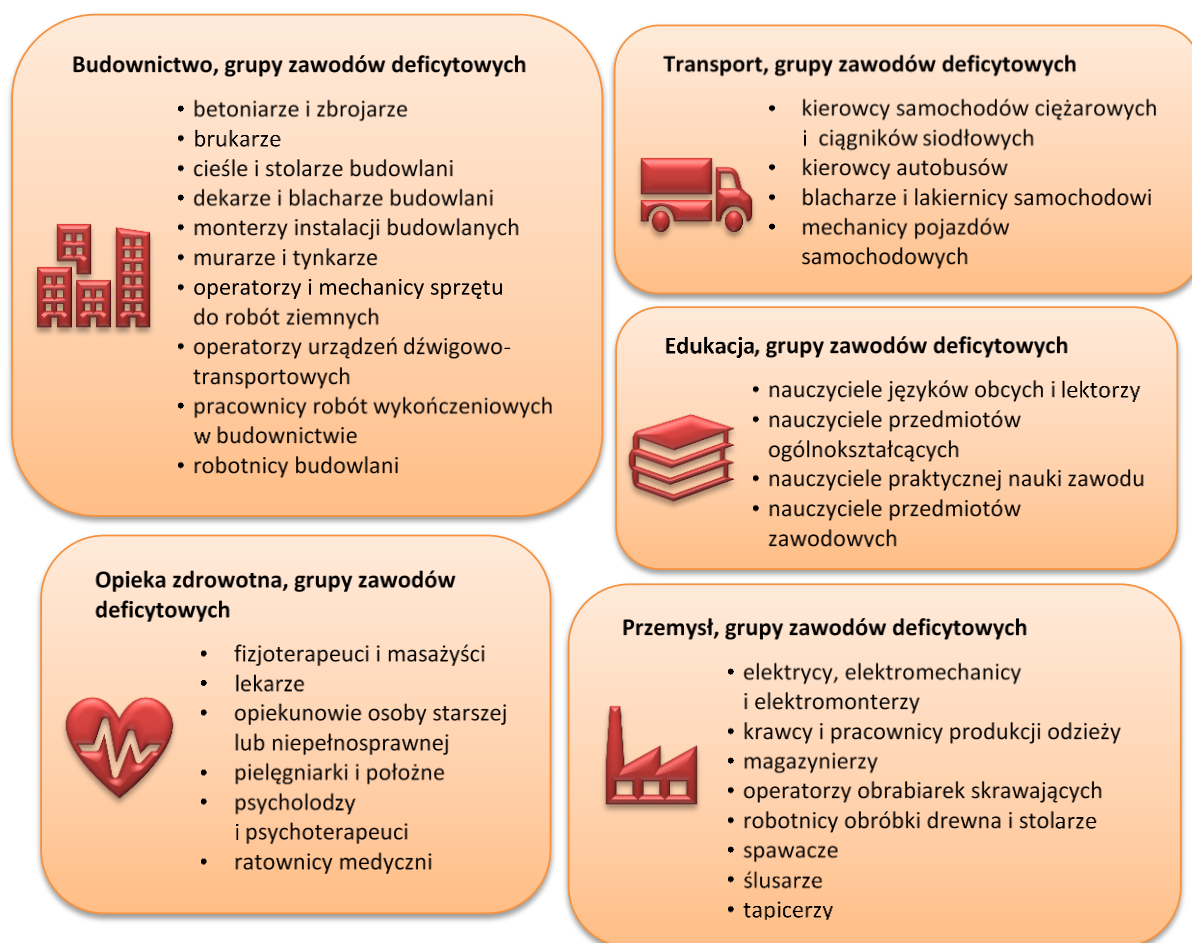 Budownictwo, grupy zawodów deficytowych
• betoniarze i zbrojarze
• brukarze
• cieśle i stolarze budowlani
• dekarze i blacharze budowlani
• monterzy instalacji budowlanych
• murarze i tynkarze
• operatorzy i mechanicy sprzętu
do robót ziemnych
• operatorzy urządzeń dźwigowo-
transportowych
• pracownicy robót wykończeniowych
w budownictwie
• robotnicy budowlani
Transport, grupy zawodów deficytowych
• kierowcy samochodów ciężarowych
i ciągników siodłowych
• kierowcy autobusów
• blacharze i lakiernicy samochodowi
• mechanicy pojazdów
samochodowych
Edukacja, grupy zawodów deficytowych
• nauczyciele języków obcych i lektorzy
• nauczyciele przedmiotów
ogólnokształcących
• nauczyciele praktycznej nauki zawodu
• nauczyciele przedmiotów
zawodowych
Opieka zdrowotna, grupy zawodów
deficytowych
• fizjoterapeuci i masażyści
• lekarze
• opiekunowie osoby starszej
lub niepełnosprawnej
• pielęgniarki i położne
• psycholodzy
i psychoterapeuci
• ratownicy medyczni
Przemysł, grupy zawodów deficytowych
• elektrycy, elektromechanicy
i elektromonterzy
• krawcy i pracownicy produkcji odzieży
• magazynierzy
• operatorzy obrabiarek skrawających
• robotnicy obróbki drewna i stolarze
• spawacze
• ślusarze
• tapicerzy